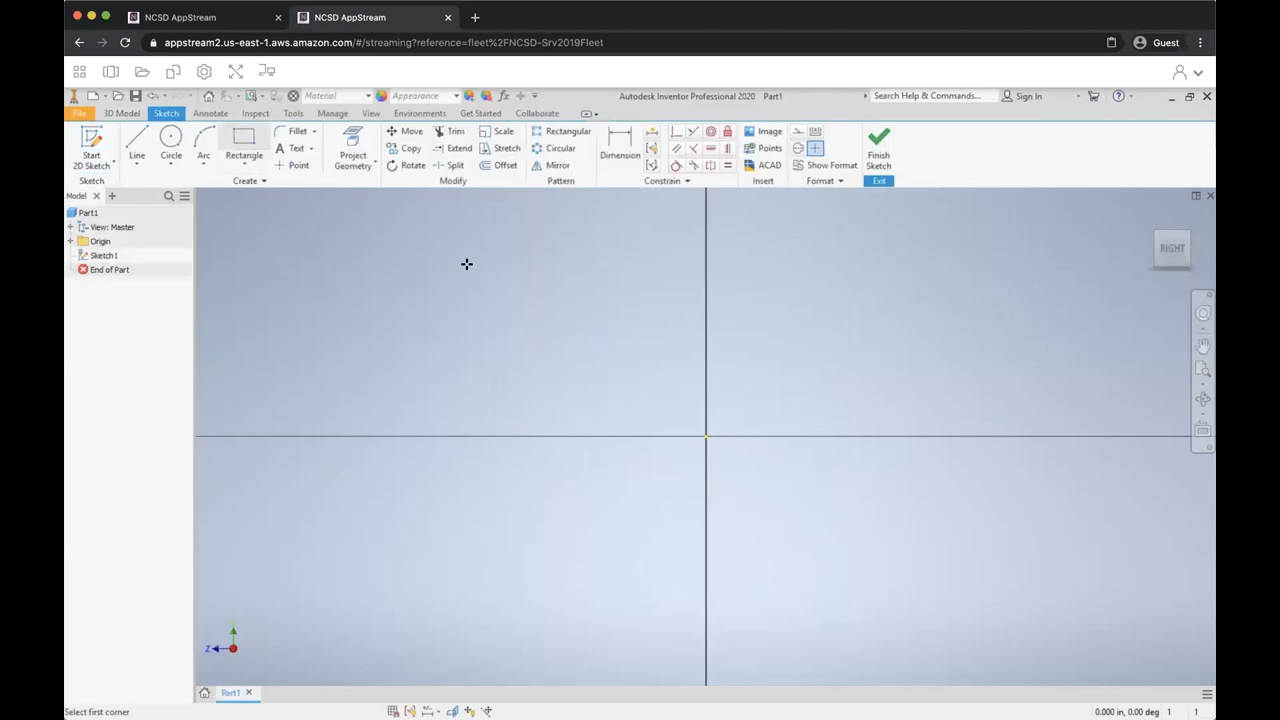 NCSD AppStream
NCSD AppStream
appstream2.us-east-1.aws.amazon.com/#/streaming?reference=fleet%2FNCSD-Srv2019Fleet
Guest
Material
Appearance
Autodesk Inventor Professional 2020 Part1
Search Help & Commands...
Sign In
File 3D Model Sketch Annotate Inspect Tools Manage View Environments Get Started Collaborate
Start
2D Sketch
Line
Circle
Arc
Rectangle
Fillet
Text
Point
Project
Geometry
Move
Copy
Rotate
Trim
Extend
Split
Scale
Stretch
Offset
Rectangular
Circular
Mirror
Dimension
Image
Points
ACAD
Show Format
Finish
Sketch
Sketch Create Modify Pattern Constrain Insert Format Exit
Model
Part1
View: Master
Origin
Sketch1
End of Part
RIGHT
Z
Part1
Select first corner
0.000 in, 0.00 deg 1 1